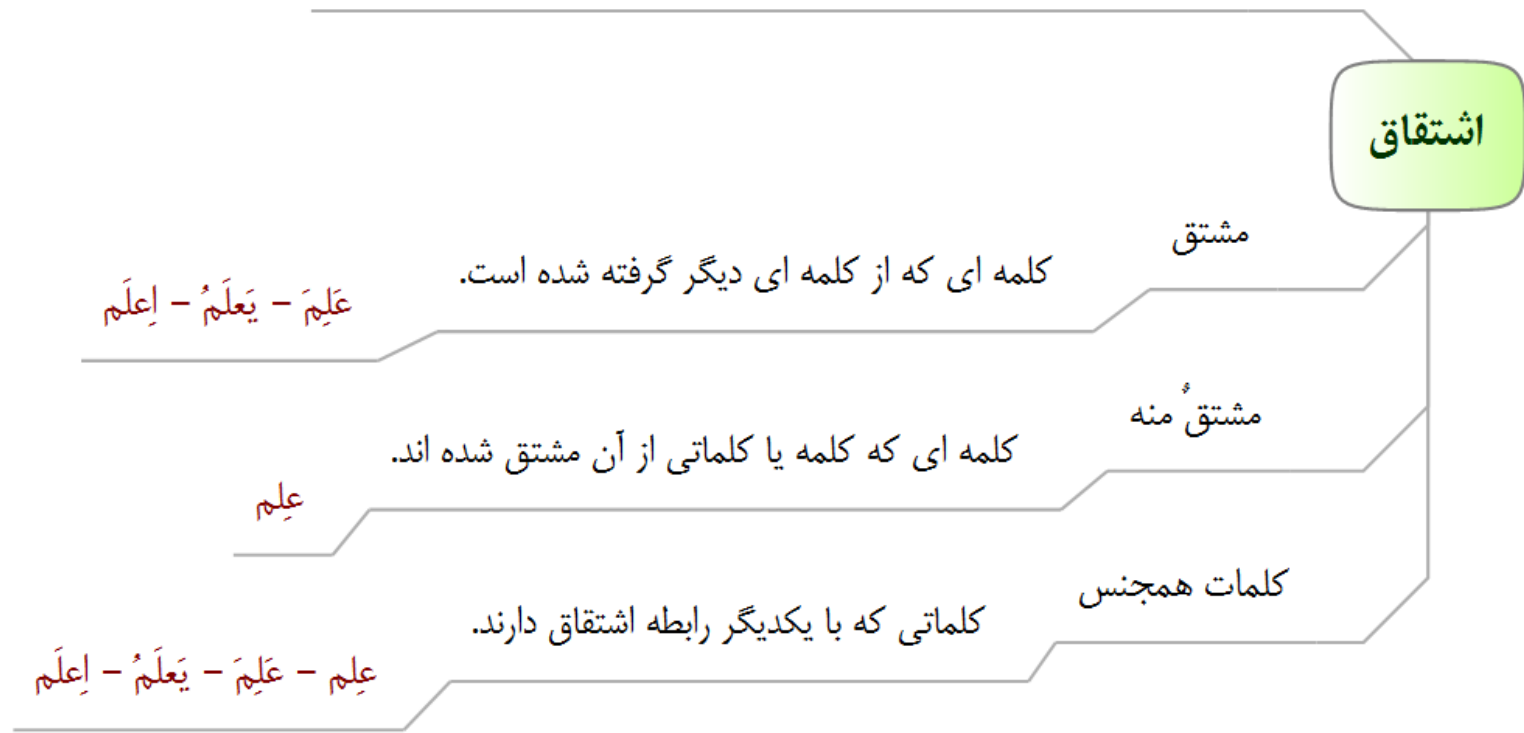 اشتقاق
مشتق
کلمه ای که از کلمه ای دیگر گرفته شده است.
عَلِمَ – یَعلَمُ – اِعلَم
مشتقٌ منه
کلمه ای که کلمه یا کلماتی از آن مشتق شده اند.
عِلم
کلمات همجنس
کلماتی که با یکدیگر رابطه اشتقاق دارند.
عِلم – عَلِمَ – یَعلَمُ – اِعلَم